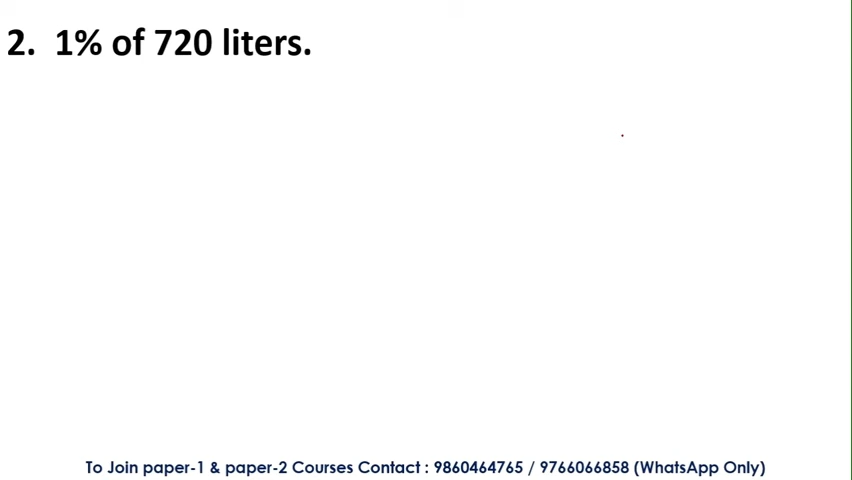 2. 1% of 720 liters.
To Join paper-1 & paper-2 Courses Contact : 9860464765 / 9766066858 (WhatsApp Only)